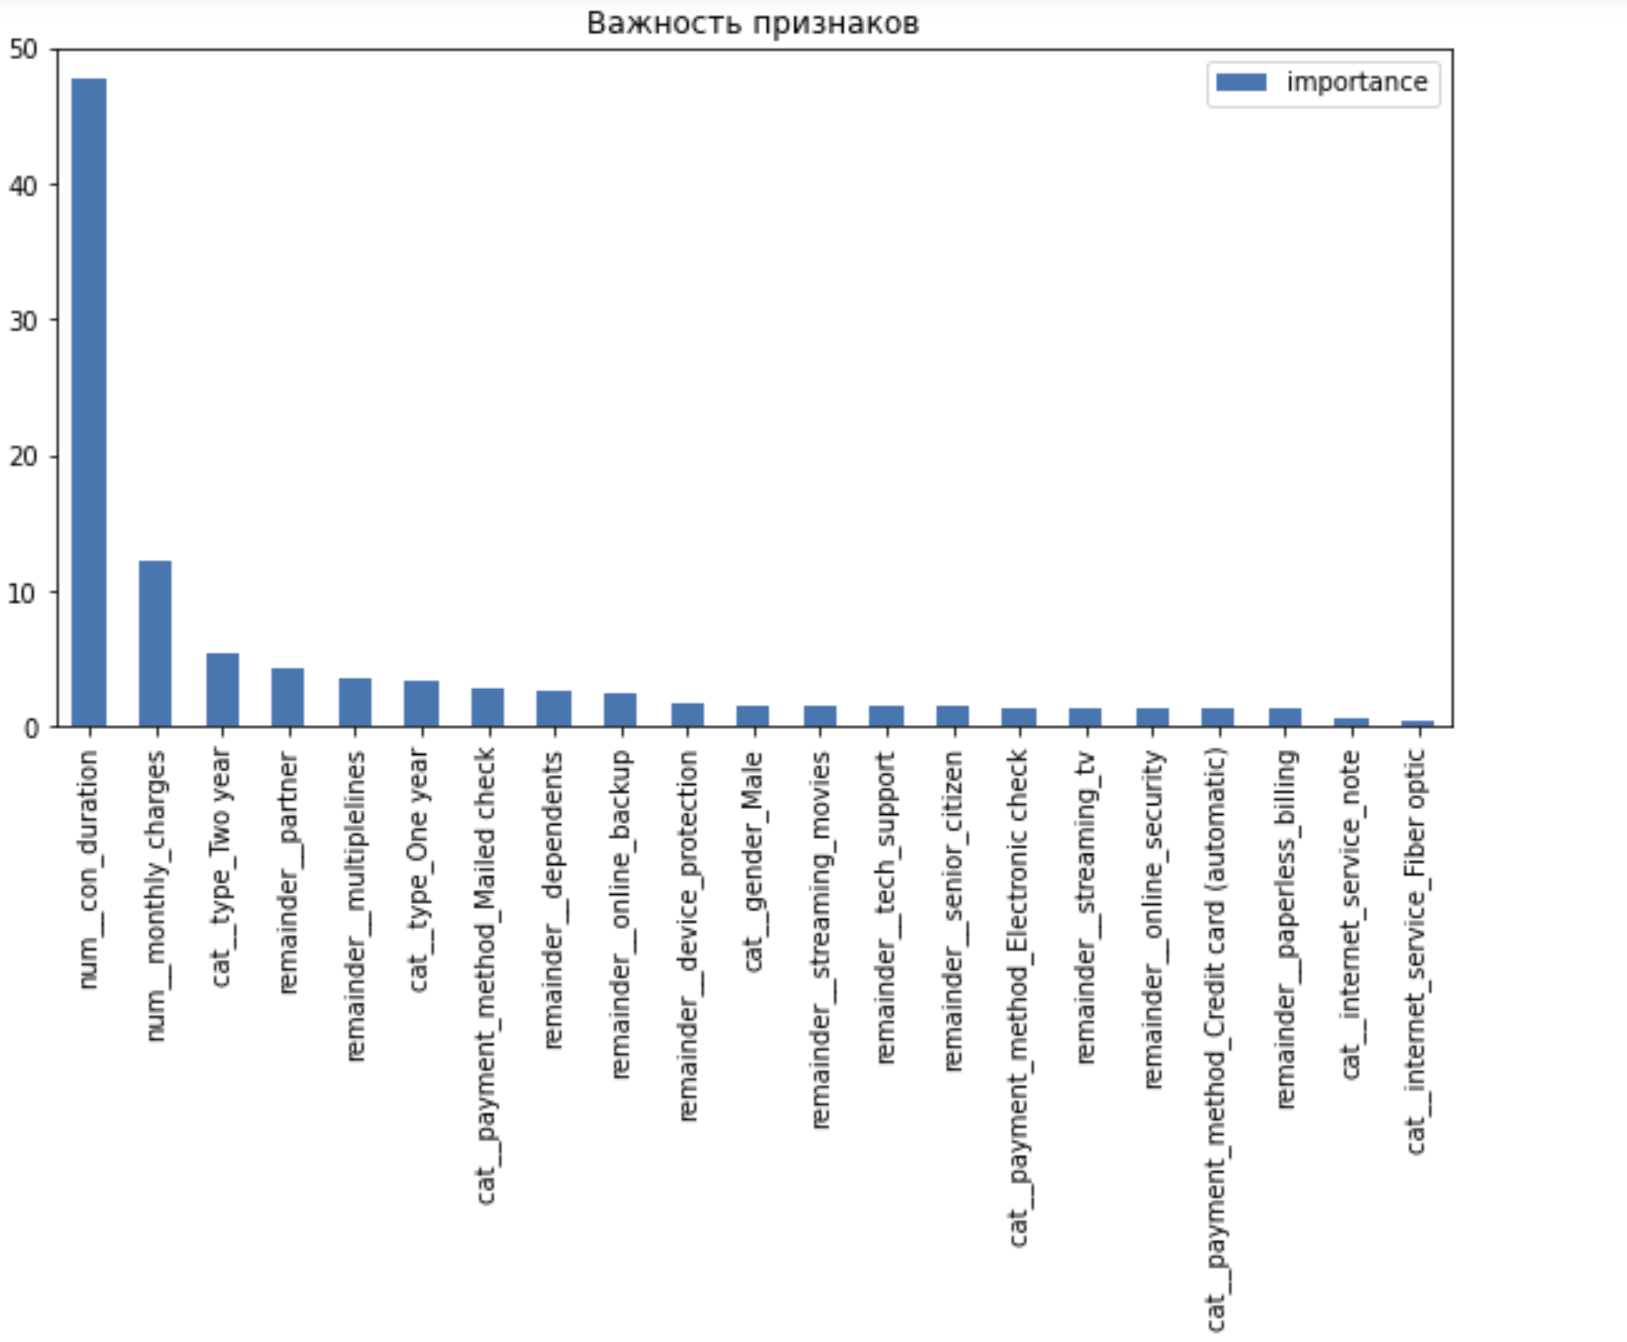 Важность признаков
importance
50
40
30
20
10
0
num__con_duration
num__monthly_charges
cat__type_Two year
remainder__partner
remainder__multiplelines
cat__type_One year
cat__payment_method_Mailed check
remainder__dependents
remainder__online_backup
remainder__device_protection
cat__gender_Male
remainder__streaming_movies
remainder__tech_support
remainder__senior_citizen
cat__payment_method_Electronic check
remainder__streaming_tv
remainder__online_security
cat__payment_method_Credit card (automatic)
remainder__paperless_billing
cat__internet_service_note
cat__internet_service_Fiber optic